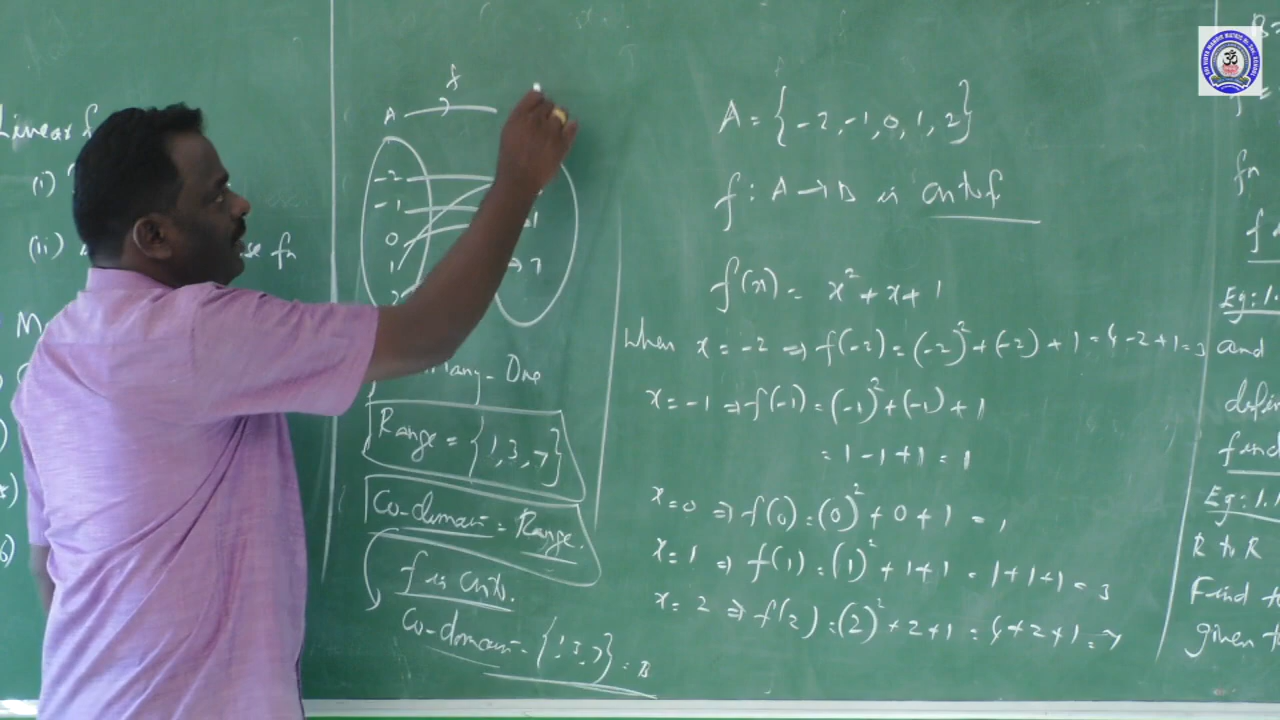 Linear f
(i)
(ii)
se fn
M
f
A →
-2
-1
0
1
1
→ 7
Many-One
Range = {1, 3, 7}
Co-domain = Range.
f is onto.
Co-domain = {1, 3, 7} = B
A = {-2, -1, 0, 1, 2}
f : A → B is onto f
f(x) = x² + x + 1
When x = -2 ⇒ f(-2) = (-2)² + (-2) + 1 = 4 - 2 + 1 = 3
x = -1 ⇒ f(-1) = (-1)² + (-1) + 1
= 1 - 1 + 1 = 1
x = 0 ⇒ f(0) = (0)² + 0 + 1 = 1
x = 1 ⇒ f(1) = (1)² + 1 + 1 = 1 + 1 + 1 = 3
x = 2 ⇒ f(2) = (2)² + 2 + 1 = 4 + 2 + 1 = 7
B =
fn
Eg: 1.
and
defin
find
Eg: 1.
R to R
Find t
given t